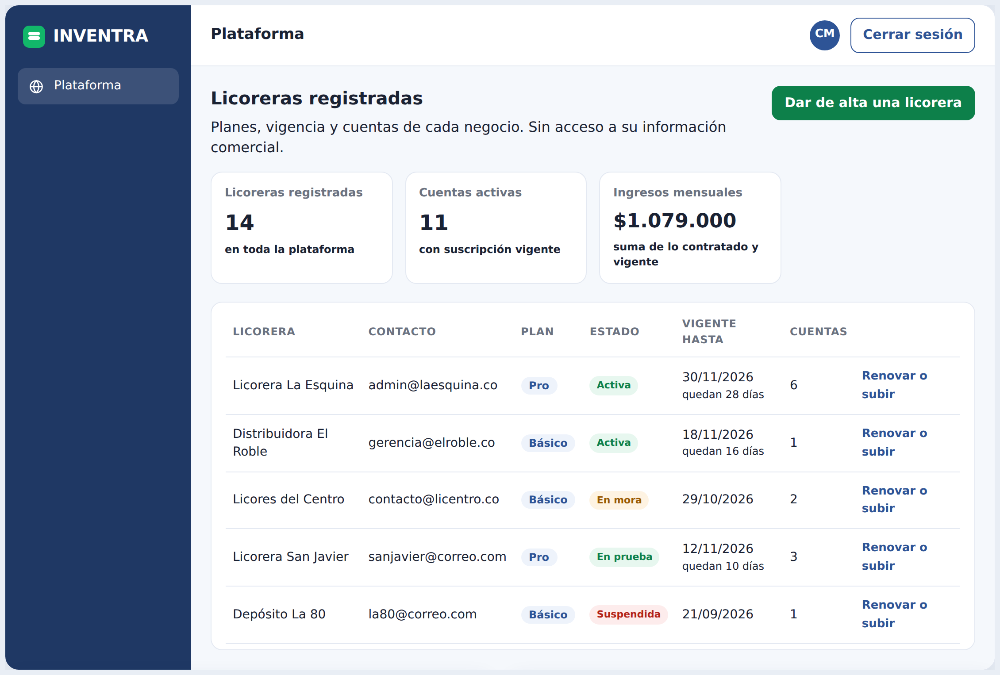 INVENTRA
Plataforma
Plataforma
CM
Cerrar sesión
Licoreras registradas
Planes, vigencia y cuentas de cada negocio. Sin acceso a su información
comercial.
Dar de alta una licorera
Licoreras registradas
14
en toda la plataforma
Cuentas activas
11
con suscripción vigente
Ingresos mensuales
$1.079.000
suma de lo contratado y
vigente
LICORERA CONTACTO PLAN ESTADO VIGENTE HASTA CUENTAS
Licorera La Esquina admin@laesquina.co Pro Activa 30/11/2026 6 Renovar o
quedan 28 días subir
Distribuidora El gerencia@elroble.co Básico Activa 18/11/2026 1 Renovar o
Roble quedan 16 días subir
Licores del Centro contacto@licentro.co Básico En mora 29/10/2026 2 Renovar o
subir
Licorera San Javier sanjavier@correo.com Pro En prueba 12/11/2026 3 Renovar o
quedan 10 días subir
Depósito La 80 la80@correo.com Básico Suspendida 21/09/2026 1 Renovar o
subir